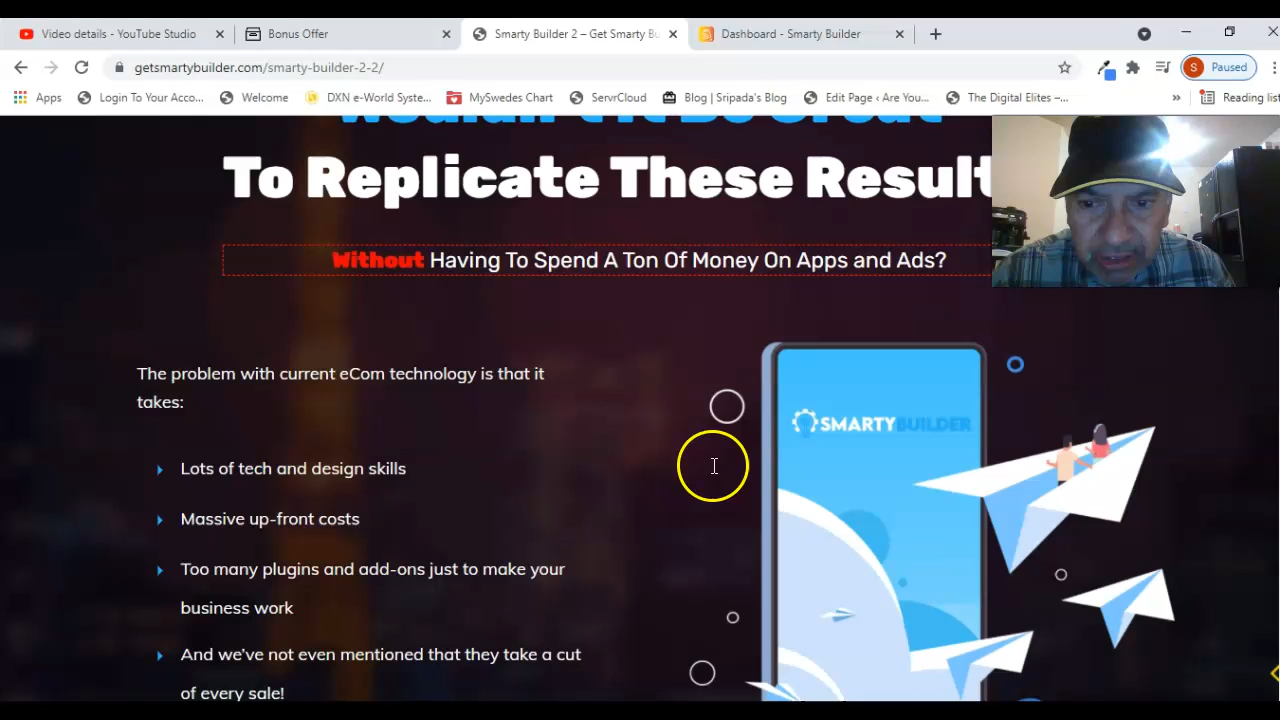 Video details - YouTube Studio
Bonus Offer
Smarty Builder 2 – Get Smarty Bu
Dashboard - Smarty Builder
getsmartybuilder.com/smarty-builder-2-2/
S Paused
Apps
Login To Your Acco...
Welcome
DXN e-World Syste...
MySwedes Chart
ServrCloud
Blog | Sripada's Blog
Edit Page ‹ Are You...
The Digital Elites –...
»
Reading list
To Replicate These Result
Without Having To Spend A Ton Of Money On Apps and Ads?
The problem with current eCom technology is that it
takes:
Lots of tech and design skills
Massive up-front costs
Too many plugins and add-ons just to make your
business work
And we've not even mentioned that they take a cut
of every sale!
SMARTYBUILDER